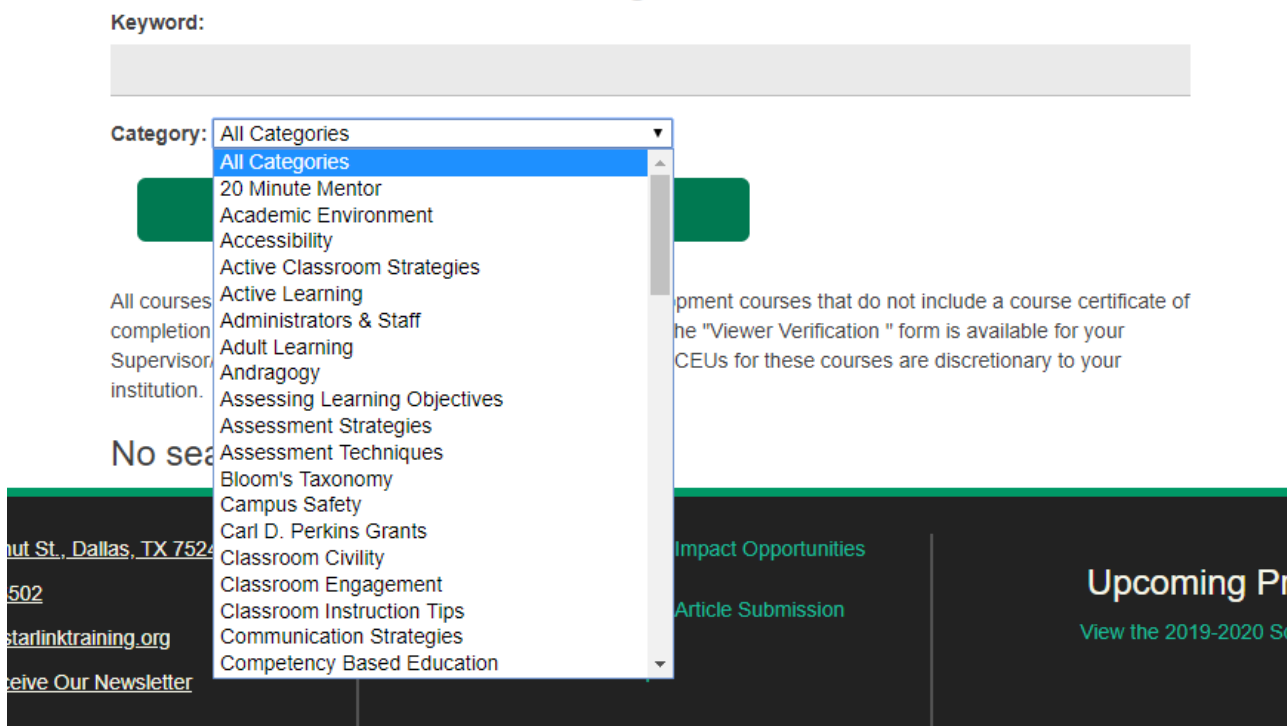 Keyword:
Category: All Categories
All Categories
20 Minute Mentor
Academic Environment
Accessibility
Active Classroom Strategies
Active Learning
Administrators & Staff
Adult Learning
Andragogy
Assessing Learning Objectives
Assessment Strategies
Assessment Techniques
Bloom's Taxonomy
Campus Safety
Carl D. Perkins Grants
Classroom Civility
Classroom Engagement
Classroom Instruction Tips
Communication Strategies
Competency Based Education
All courses pment courses that do not include a course certificate of
completion he "Viewer Verification " form is available for your
Supervisor/ CEUs for these courses are discretionary to your
institution.
No sea
nut St., Dallas, TX 7524
502
starlinktraining.org
ceive Our Newsletter
Impact Opportunities
Article Submission
Upcoming Pr
View the 2019-2020 Sc